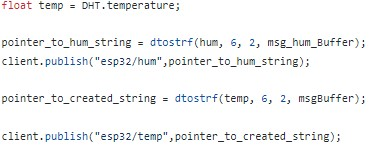 float temp = DHT.temperature;
pointer_to_hum_string = dtostrf(hum, 6, 2, msg_hum_Buffer);
client.publish("esp32/hum",pointer_to_hum_string);
pointer_to_created_string = dtostrf(temp, 6, 2, msgBuffer);
client.publish("esp32/temp",pointer_to_created_string);